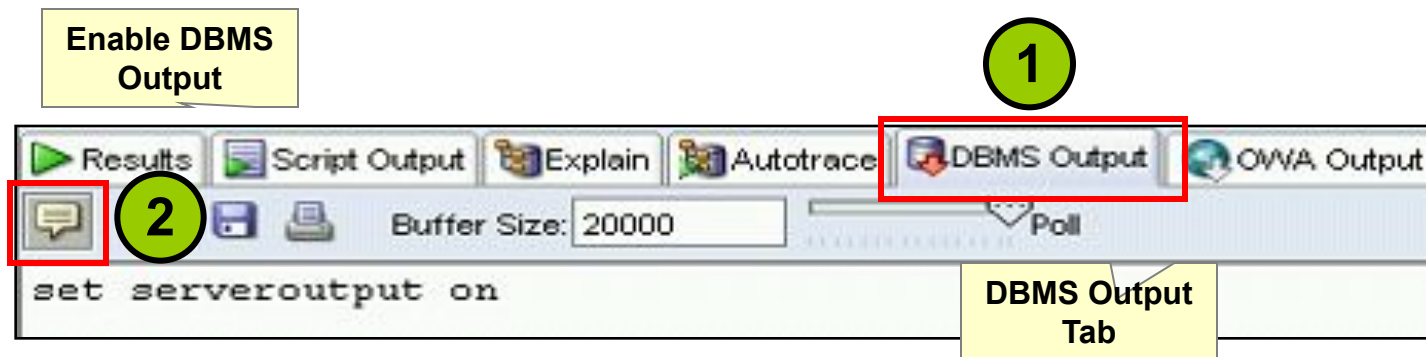 Enable DBMS
Output
1
Results Script Output Explain Autotrace DBMS Output OWA Output
2 Buffer Size: 20000 Poll
set serveroutput on
DBMS Output
Tab